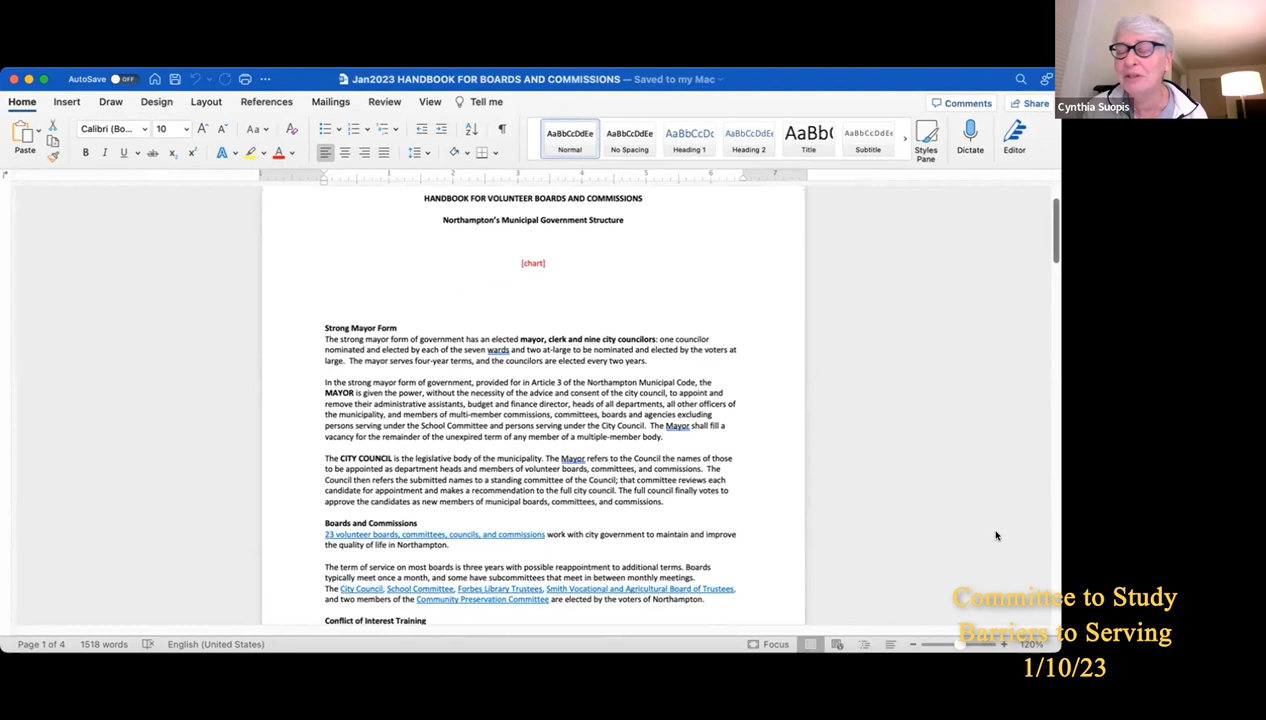 AutoSave OFF
Jan2023 HANDBOOK FOR BOARDS AND COMMISSIONS — Saved to my Mac
Home Insert Draw Design Layout References Mailings Review View Tell me
Comments Share
Paste
Calibri (Bo... 10
AaBbCcDdEe AaBbCcDdEe AaBbCcDc AaBbCcDdEe AaBb( AaBbCcDdEe
Normal No Spacing Heading 1 Heading 2 Title Subtitle
Styles Pane
Dictate
Editor
Cynthia Suopis
1 2 3 4 5 6 7
HANDBOOK FOR VOLUNTEER BOARDS AND COMMISSIONS
Northampton's Municipal Government Structure
[chart]
Strong Mayor Form
The strong mayor form of government has an elected mayor, clerk and nine city councilors: one councilor
nominated and elected by each of the seven wards and two at-large to be nominated and elected by the voters at
large. The mayor serves four-year terms, and the councilors are elected every two years.
In the strong mayor form of government, provided for in Article 3 of the Northampton Municipal Code, the
MAYOR is given the power, without the necessity of the advice and consent of the city council, to appoint and
remove their administrative assistants, budget and finance director, heads of all departments, all other officers of
the municipality, and members of multi-member commissions, committees, boards and agencies excluding
persons serving under the School Committee and persons serving under the City Council. The Mayor shall fill a
vacancy for the remainder of the unexpired term of any member of a multiple-member body.
The CITY COUNCIL is the legislative body of the municipality. The Mayor refers to the Council the names of those
to be appointed as department heads and members of volunteer boards, committees, and commissions. The
Council then refers the submitted names to a standing committee of the Council; that committee reviews each
candidate for appointment and makes a recommendation to the full city council. The full council finally votes to
approve the candidates as new members of municipal boards, committees, and commissions.
Boards and Commissions
23 volunteer boards, committees, councils, and commissions work with city government to maintain and improve
the quality of life in Northampton.
The term of service on most boards is three years with possible reappointment to additional terms. Boards
typically meet once a month, and some have subcommittees that meet in between monthly meetings.
The City Council, School Committee, Forbes Library Trustees, Smith Vocational and Agricultural Board of Trustees,
and two members of the Community Preservation Committee are elected by the voters of Northampton.
Conflict of Interest Training
Page 1 of 4 1518 words English (United States) Focus 120%
Committee to Study
Barriers to Serving
1/10/23